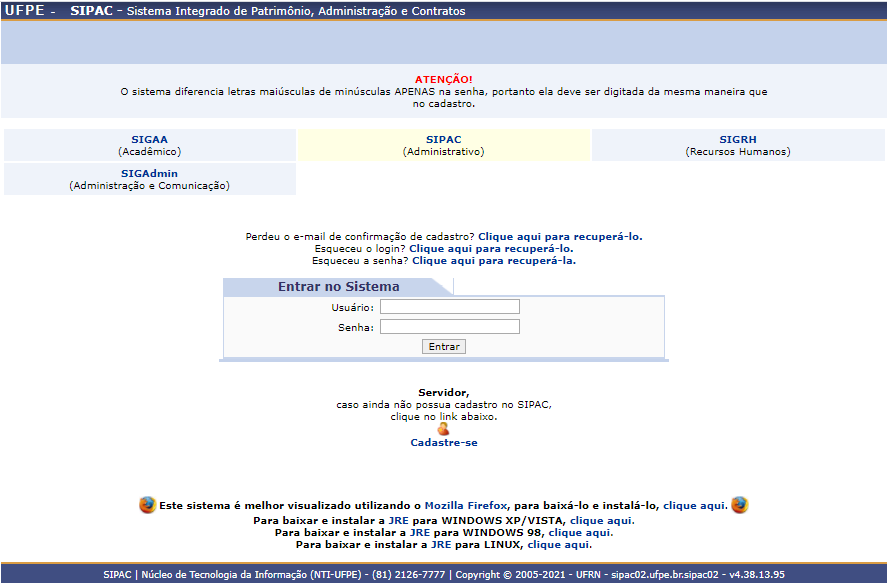 UFPE - SIPAC - Sistema Integrado de Patrimônio, Administração e Contratos
ATENÇÃO!
O sistema diferencia letras maiúsculas de minúsculas APENAS na senha, portanto ela deve ser digitada da mesma maneira que
no cadastro.
SIGAA SIPAC SIGRH
(Acadêmico) (Administrativo) (Recursos Humanos)
SIGAdmin
(Administração e Comunicação)
Perdeu o e-mail de confirmação de cadastro? Clique aqui para recuperá-lo.
Esqueceu o login? Clique aqui para recuperá-lo.
Esqueceu a senha? Clique aqui para recuperá-la.
Entrar no Sistema
Usuário:
Senha:
Entrar
Servidor,
caso ainda não possua cadastro no SIPAC,
clique no link abaixo.
Cadastre-se
Este sistema é melhor visualizado utilizando o Mozilla Firefox, para baixá-lo e instalá-lo, clique aqui.
Para baixar e instalar a JRE para WINDOWS XP/VISTA, clique aqui.
Para baixar e instalar a JRE para WINDOWS 98, clique aqui.
Para baixar e instalar a JRE para LINUX, clique aqui.
SIPAC | Núcleo de Tecnologia da Informação (NTI-UFPE) - (81) 2126-7777 | Copyright © 2005-2021 - UFRN - sipac02.ufpe.br.sipac02 - v4.38.13.95